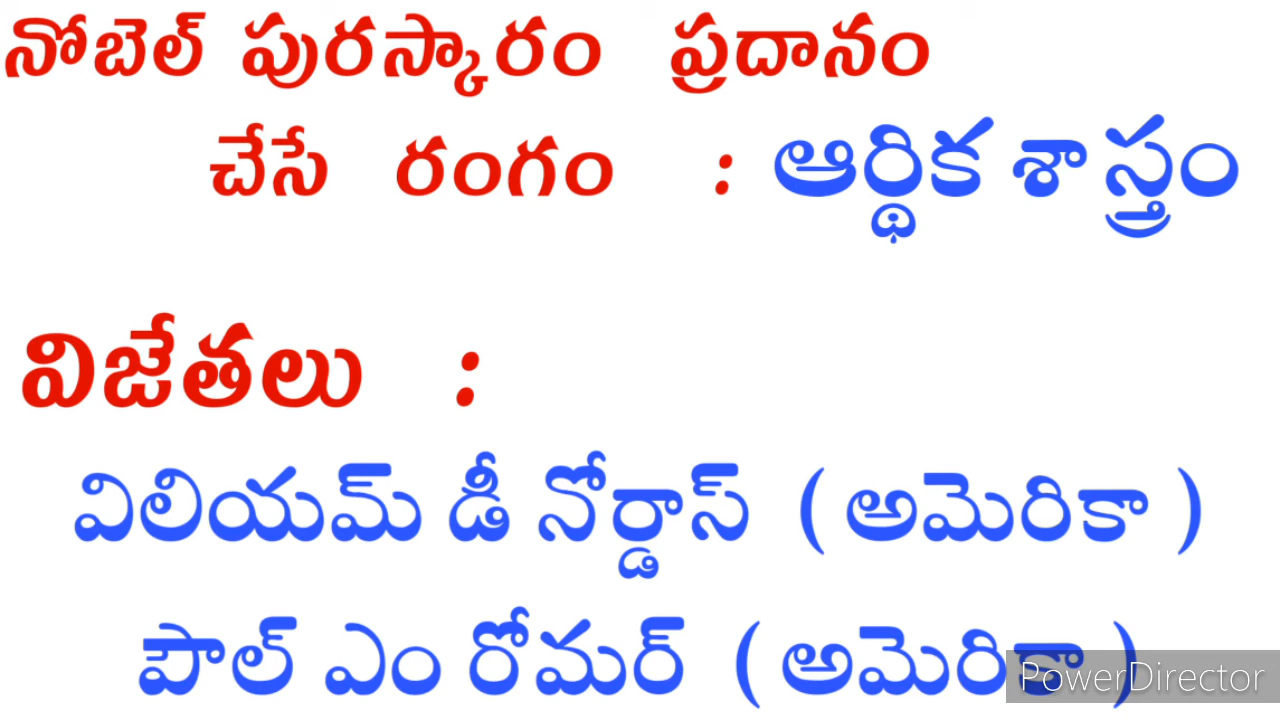 నోబెల్ పురస్కారం ప్రదానం
చేసే రంగం : ఆర్థిక శాస్త్రం
విజేతలు :
విలియమ్ డీ నోర్డాస్ ( అమెరికా )
పౌల్ ఎం రోమర్ ( అమెరికా )
PowerDirector